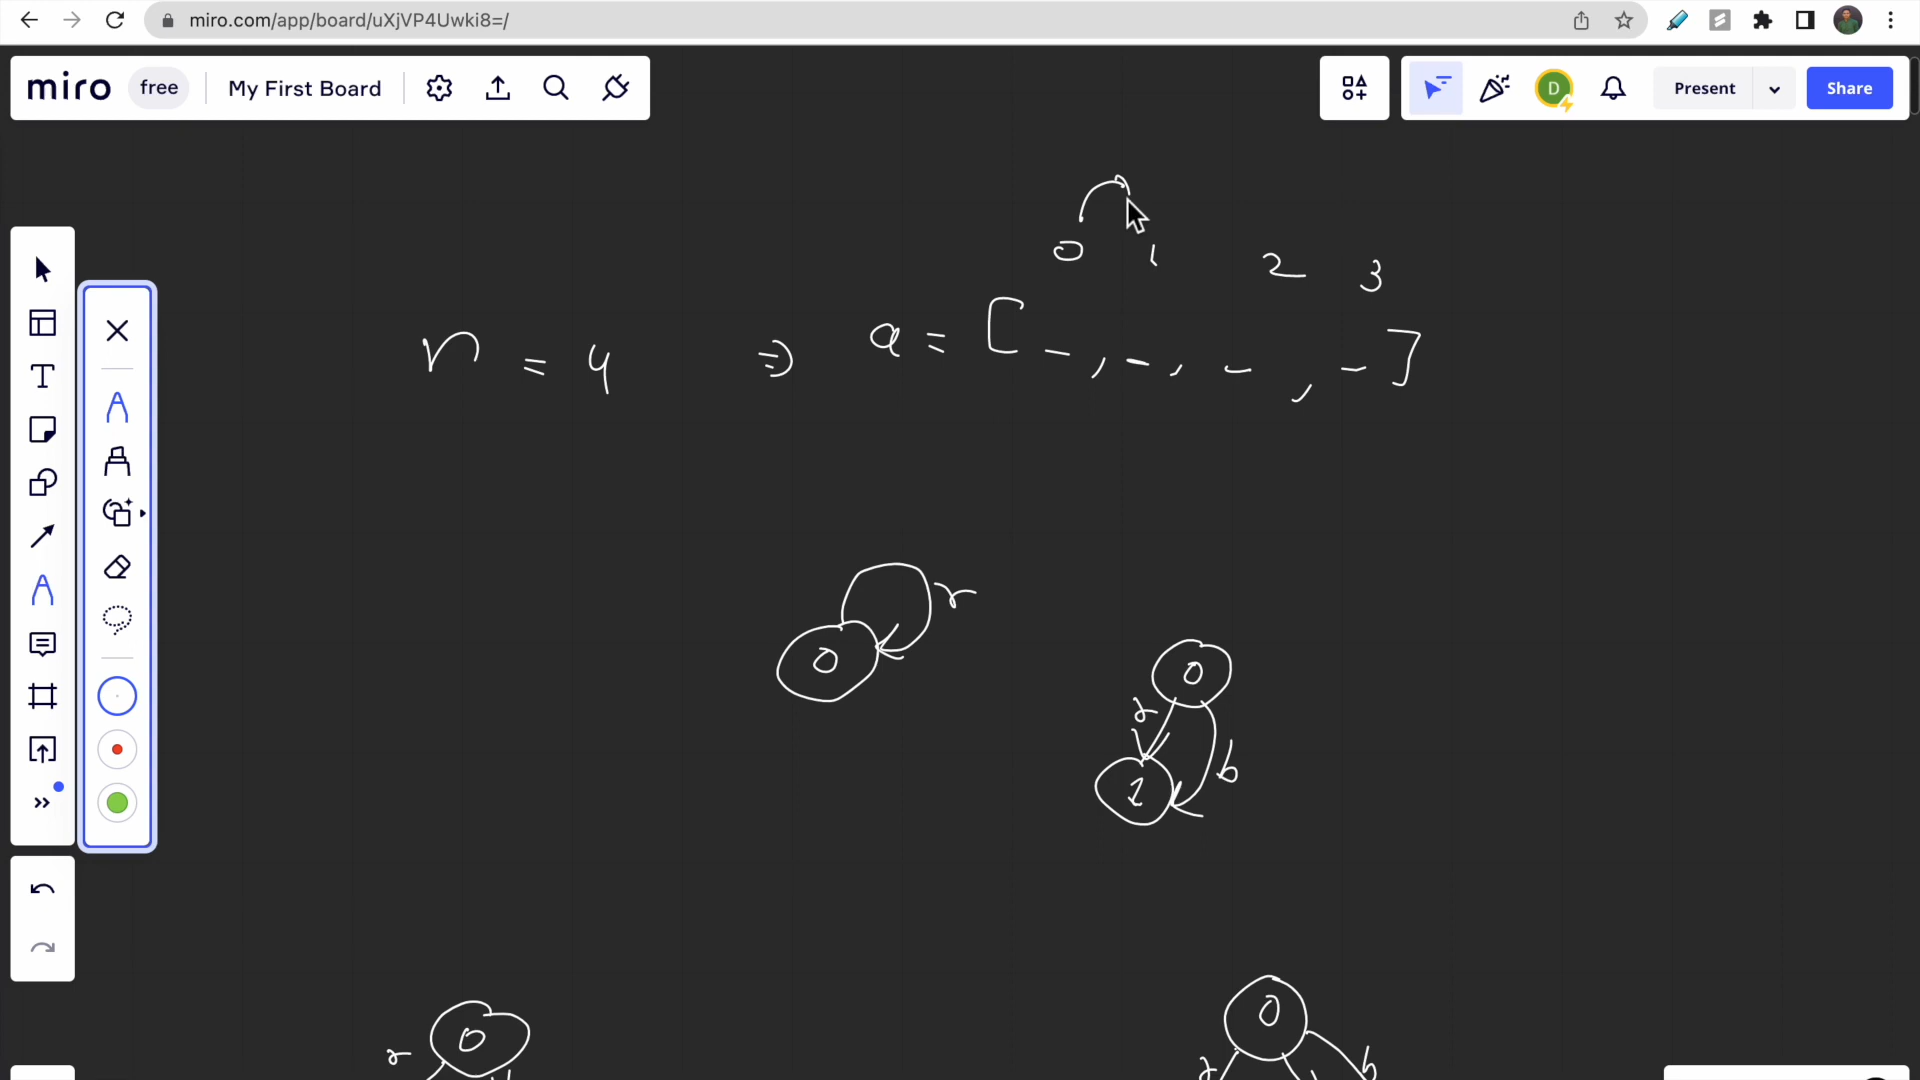 miro.com/app/board/uXjVP4Uwki8=/
miro free My First Board
D Present Share
0 1 2 3
n = 4 ⇒ a = [ _ , _ , _ , _ ]
0 r
0
r b
1
0
r
0
r b